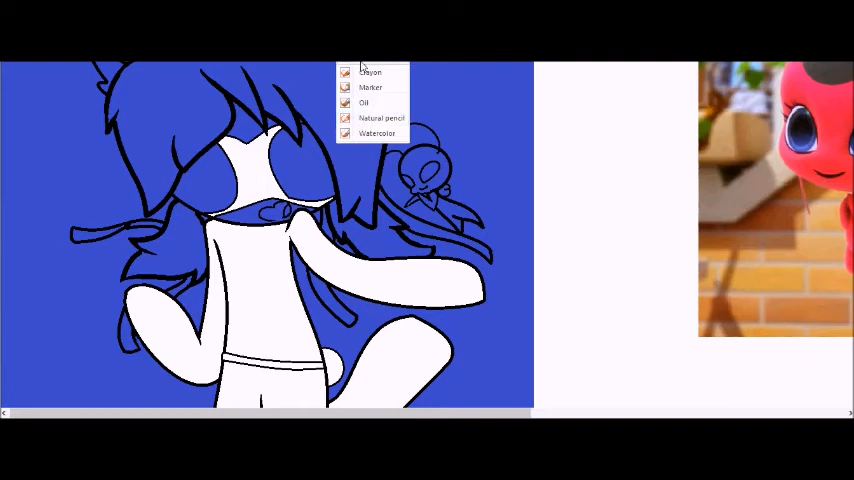 Crayon
Marker
Oil
Natural pencil
Watercolor